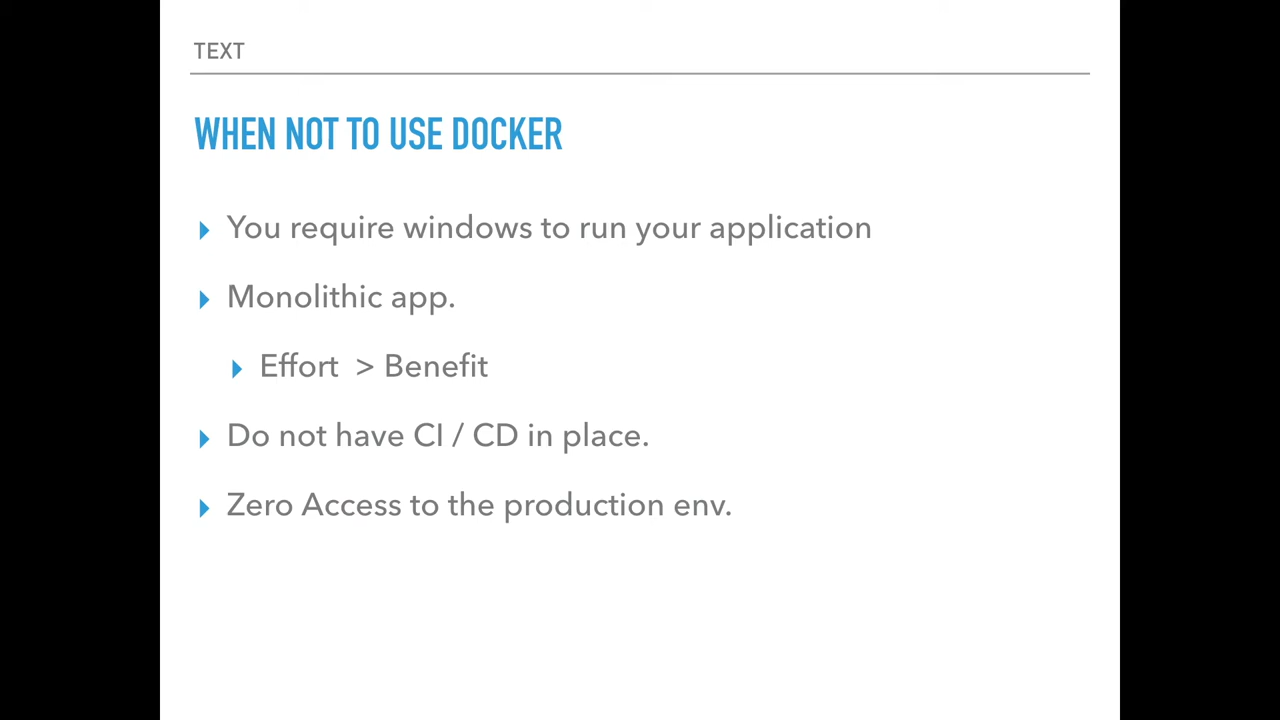 TEXT
WHEN NOT TO USE DOCKER
You require windows to run your application
Monolithic app.
Effort > Benefit
Do not have CI / CD in place.
Zero Access to the production env.